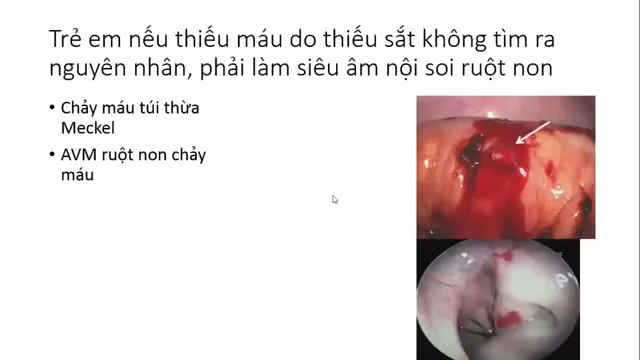 Trẻ em nếu thiếu máu do thiếu sắt không tìm ra
nguyên nhân, phải làm siêu âm nội soi ruột non
• Chảy máu túi thừa
Meckel
• AVM ruột non chảy
máu